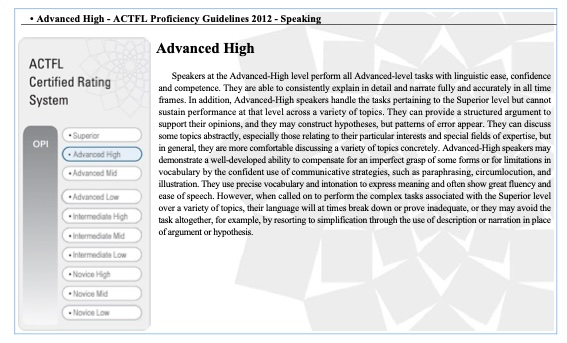 • Advanced High - ACTFL Proficiency Guidelines 2012 - Speaking
ACTFL
Certified Rating
System
OPI
• Superior
• Advanced High
• Advanced Mid
• Advanced Low
• Intermediate High
• Intermediate Mid
• Intermediate Low
• Novice High
• Novice Mid
• Novice Low
Advanced High
Speakers at the Advanced-High level perform all Advanced-level tasks with linguistic ease, confidence
and competence. They are able to consistently explain in detail and narrate fully and accurately in all time
frames. In addition, Advanced-High speakers handle the tasks pertaining to the Superior level but cannot
sustain performance at that level across a variety of topics. They can provide a structured argument to
support their opinions, and they may construct hypotheses, but patterns of error appear. They can discuss
some topics abstractly, especially those relating to their particular interests and special fields of expertise, but
in general, they are more comfortable discussing a variety of topics concretely. Advanced-High speakers may
demonstrate a well-developed ability to compensate for an imperfect grasp of some forms or for limitations in
vocabulary by the confident use of communicative strategies, such as paraphrasing, circumlocution, and
illustration. They use precise vocabulary and intonation to express meaning and often show great fluency and
ease of speech. However, when called on to perform the complex tasks associated with the Superior level
over a variety of topics, their language will at times break down or prove inadequate, or they may avoid the
task altogether, for example, by resorting to simplification through the use of description or narration in place
of argument or hypothesis.